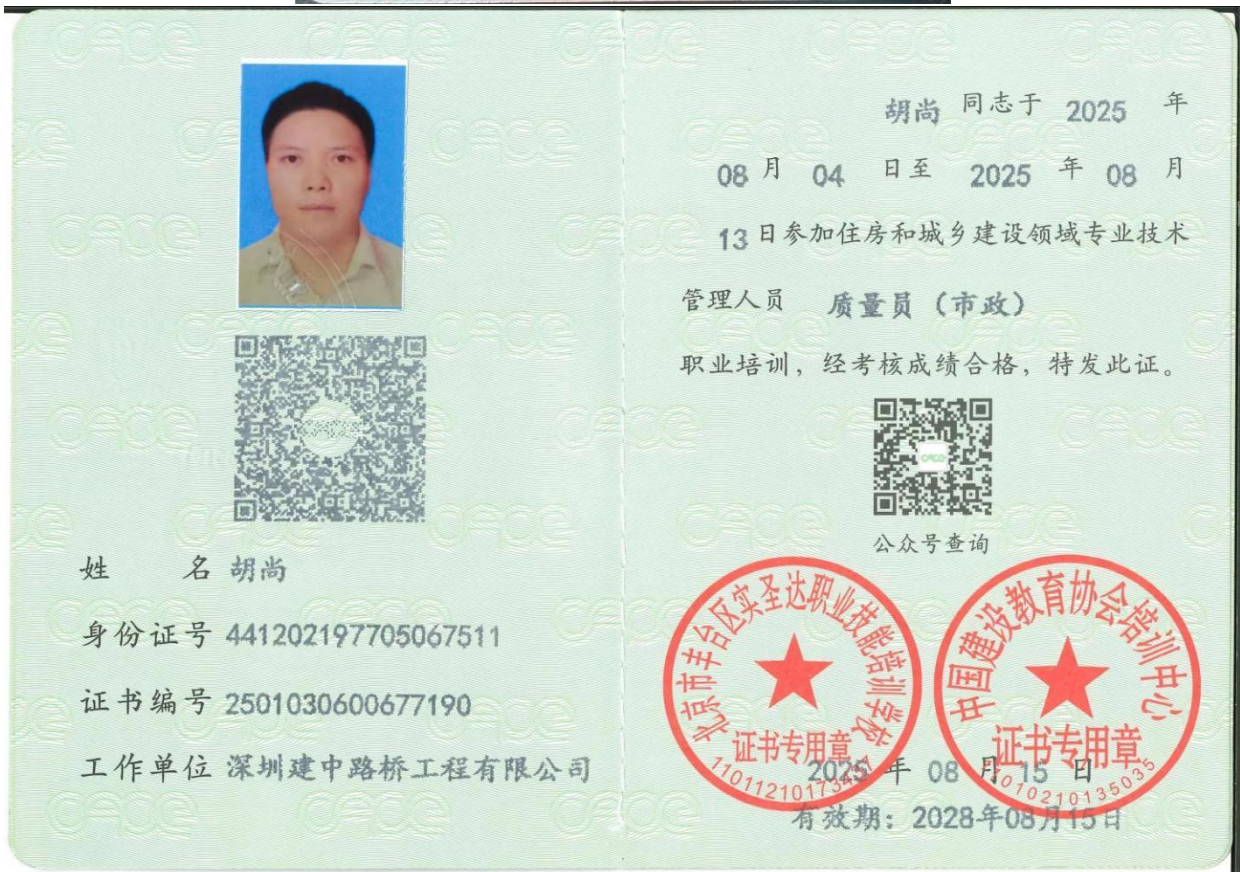 姓 名 胡尚
身份证号 441202197705067511
证书编号 2501030600677190
工作单位 深圳建中路桥工程有限公司
胡尚 同志于 2025 年
08 月 04 日至 2025 年 08 月
13 日参加住房和城乡建设领域专业技术
管理人员 质量员（市政）
职业培训，经考核成绩合格，特发此证。
公众号查询
北京市丰台区实圣达职业技能培训学校
证书专用章
中国建设教育协会培训中心
证书专用章
11010210135035
2025 年 08 月 15 日
有效期：2028年08月15日